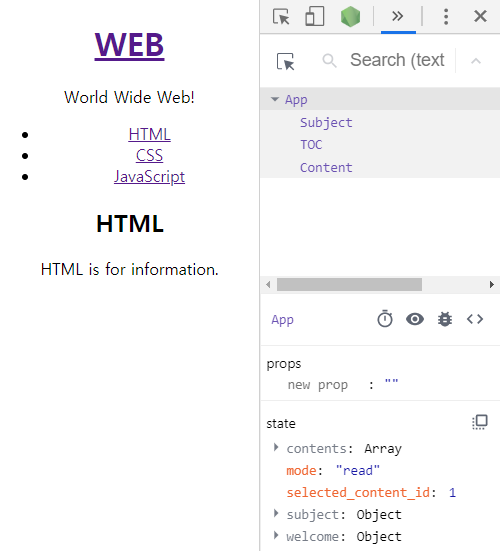 WEB
World Wide Web!
HTML
CSS
JavaScript
HTML
HTML is for information.
Search (text
App
Subject
TOC
Content
App
props
new prop : ""
state
contents: Array
mode: "read"
selected_content_id: 1
subject: Object
welcome: Object